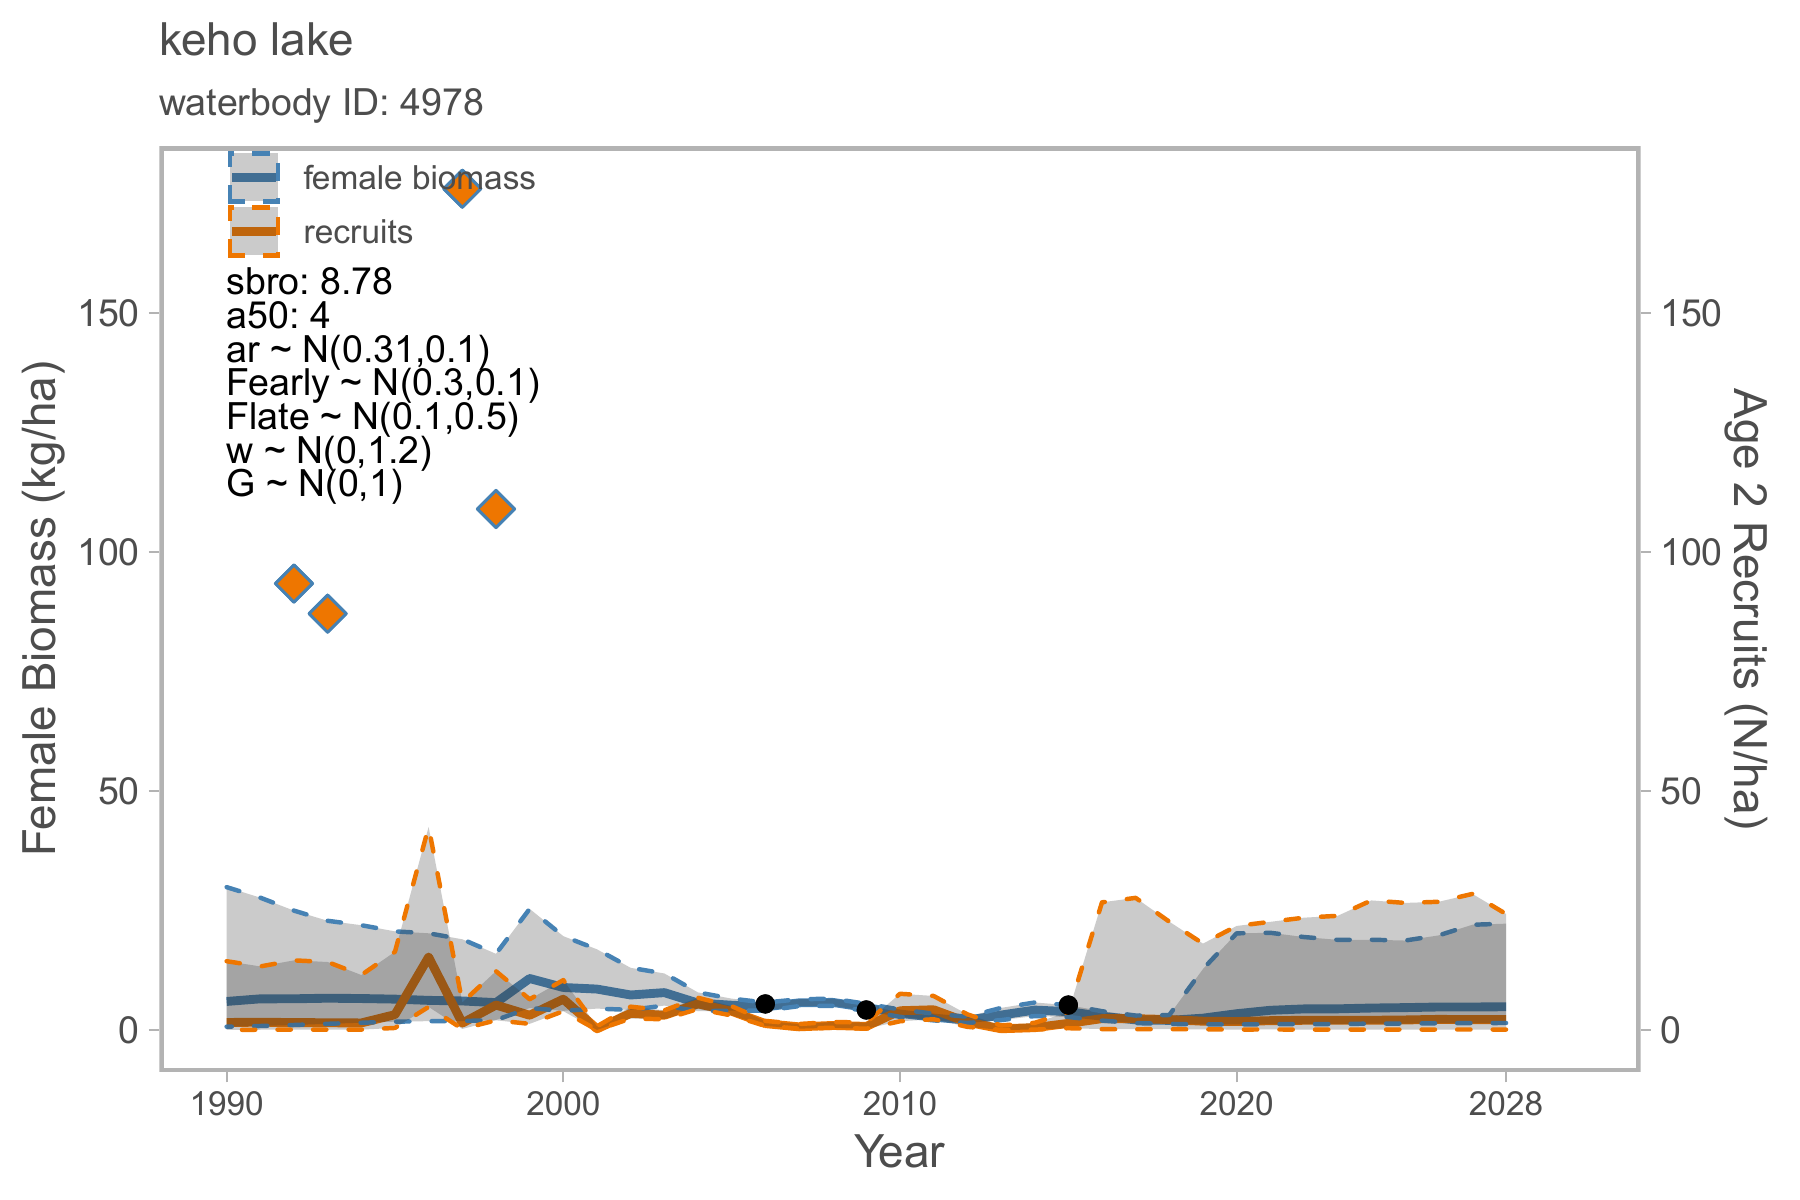 keho lake
waterbody ID: 4978
female biomass
recruits
sbro: 8.78
a50: 4
ar ~ N(0.31,0.1)
Fearly ~ N(0.3,0.1)
Flate ~ N(0.1,0.5)
w ~ N(0,1.2)
G ~ N(0,1)
Female Biomass (kg/ha)
150
100
50
0
150
100
50
0
Age 2 Recruits (N/ha)
1990
2000
2010
2020
2028
Year